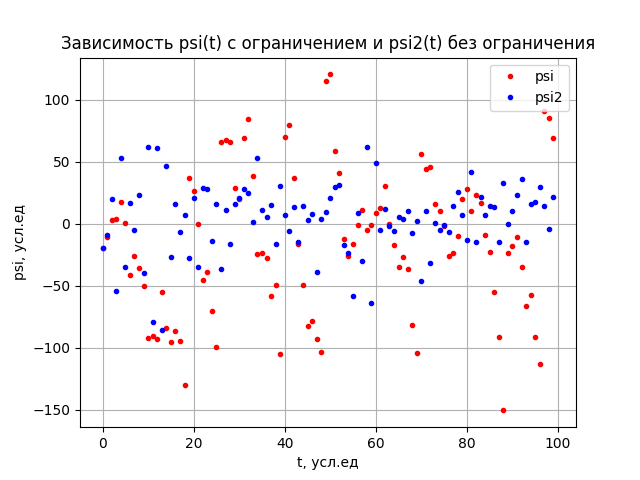 Зависимость psi(t) с ограничением и psi2(t) без ограничения
psi
psi2
100
50
0
−50
−100
−150
psi, усл.ед
0 20 40 60 80 100
t, усл.ед